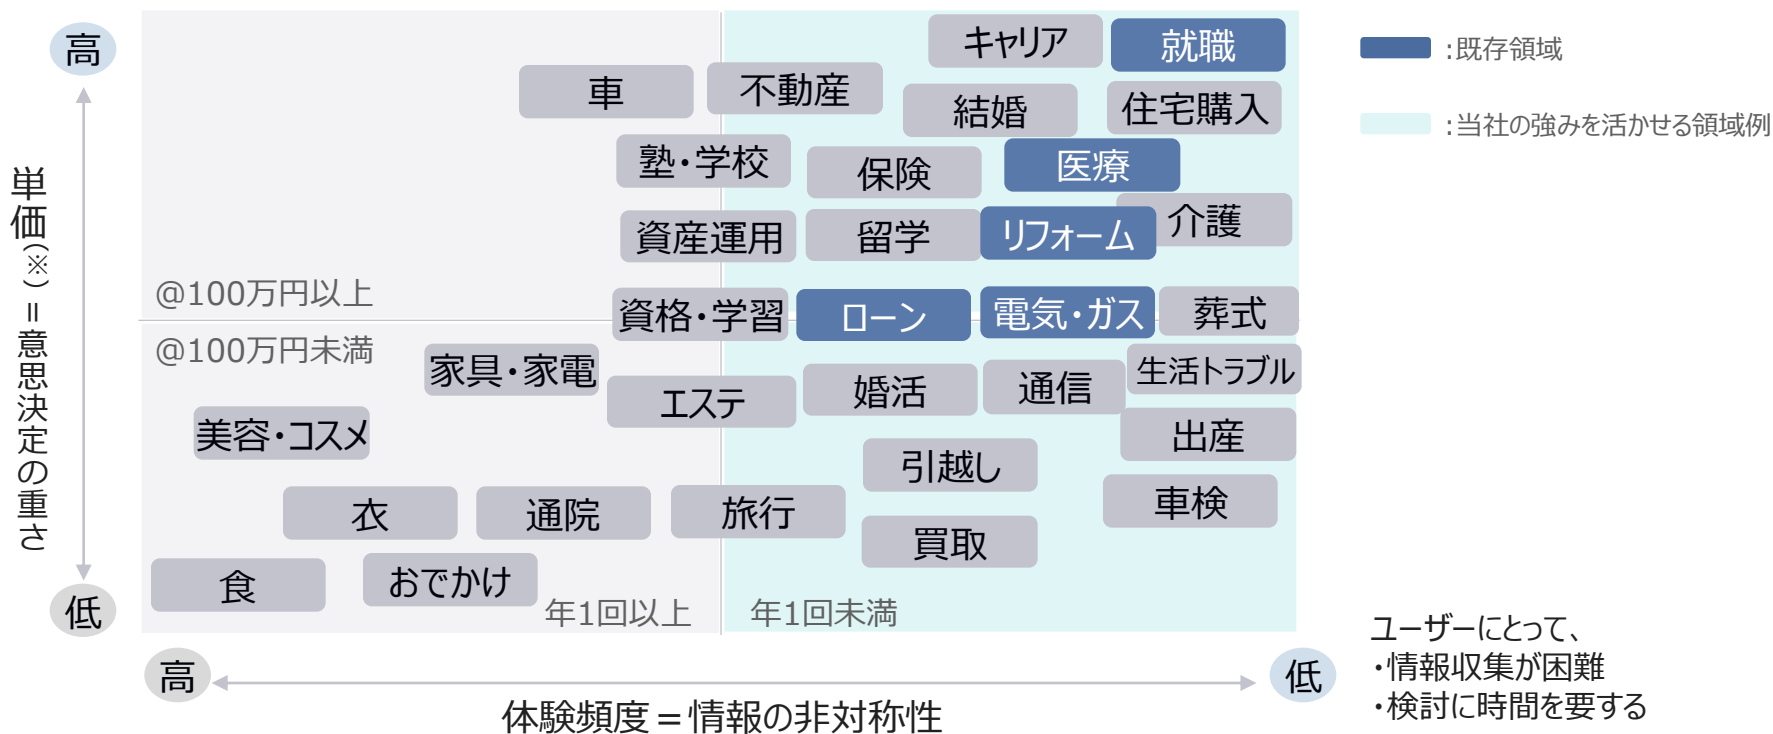 高
キャリア
就職
:既存領域
車
不動産
結婚
住宅購入
:当社の強みを活かせる領域例
塾・学校
保険
医療
資産運用
留学
リフォーム
介護
単価(※)=意思決定の重さ
@100万円以上
資格・学習
ローン
電気・ガス
葬式
@100万円未満
家具・家電
エステ
婚活
通信
生活トラブル
美容・コスメ
出産
引越し
衣
通院
旅行
車検
買取
食
おでかけ
低
年1回以上
年1回未満
高
低
体験頻度=情報の非対称性
ユーザーにとって、
・情報収集が困難
・検討に時間を要する